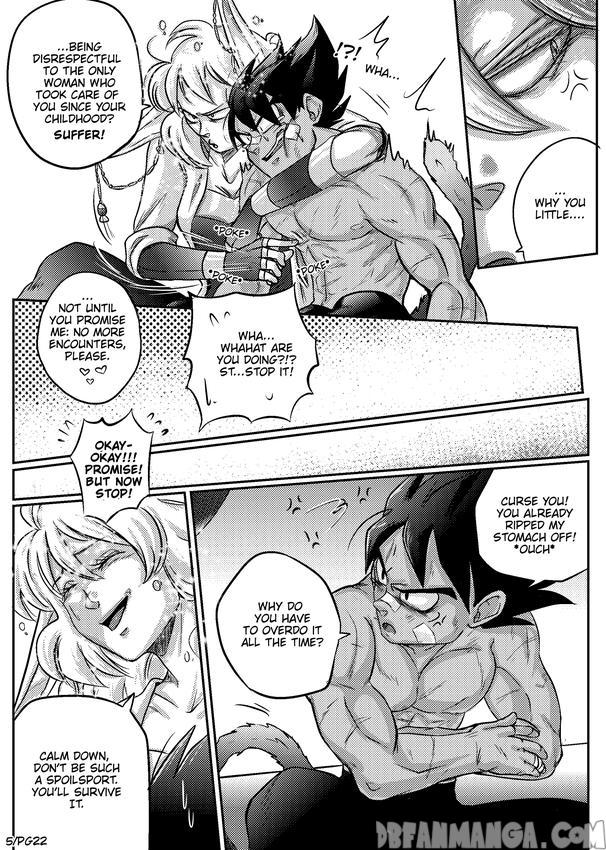 ...
WHY YOU
LITTLE....
...BEING
DISRESPECTFUL
TO THE ONLY
WOMAN WHO
TOOK CARE OF
YOU SINCE YOUR
CHILDHOOD?
SUFFER!
!?!
WHA...
*POKE*
*POKE*
*POKE*
WHA...
WHAHAT ARE
YOU DOING?!?
ST...STOP IT!
...
NOT UNTIL
YOU PROMISE
ME: NO MORE
ENCOUNTERS,
PLEASE.
OKAY-
OKAY!!!
PROMISE!
BUT NOW
STOP!
CURSE YOU!
YOU ALREADY
RIPPED MY
STOMACH OFF!
*OUCH*
WHY DO
YOU HAVE
TO OVERDO IT
ALL THE TIME?
CALM DOWN,
DON'T BE SUCH
A SPOILSPORT.
YOU'LL SURVIVE
IT.
5/PG22
DBFANMANGA.COM